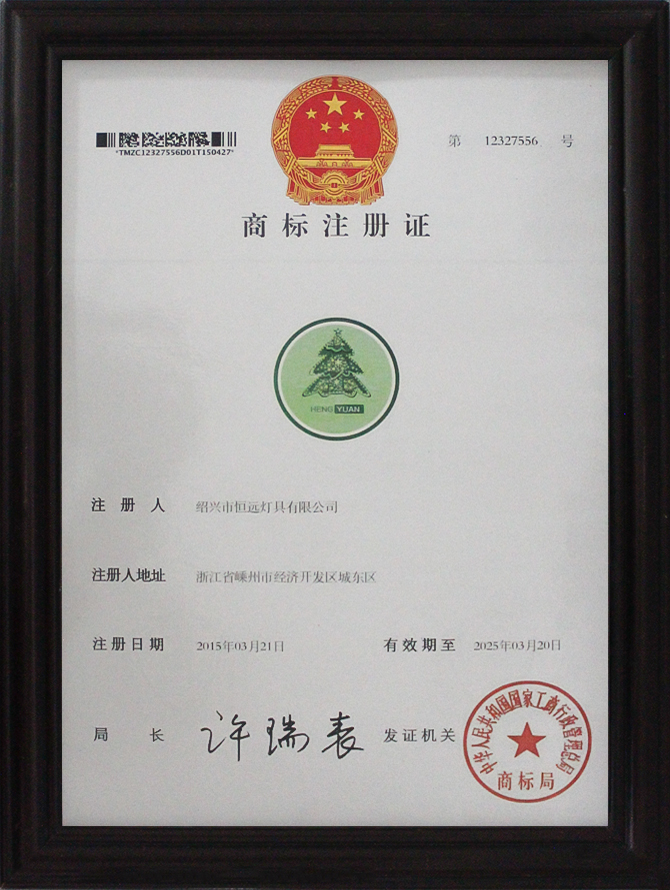 *TMZC12327556D01T150427*
第 12327556 号
商标注册证
HENG YUAN
注册人 绍兴市恒远灯具有限公司
注册人地址 浙江省嵊州市经济开发区城东区
注册日期 2015年03月21日 有效期至 2025年03月20日
局长 许瑞表 发证机关
中华人民共和国国家工商行政管理总局
商标局